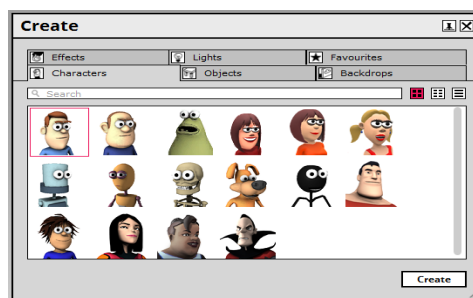 Create
Effects Lights Favourites
Characters Objects Backdrops
Search
Create